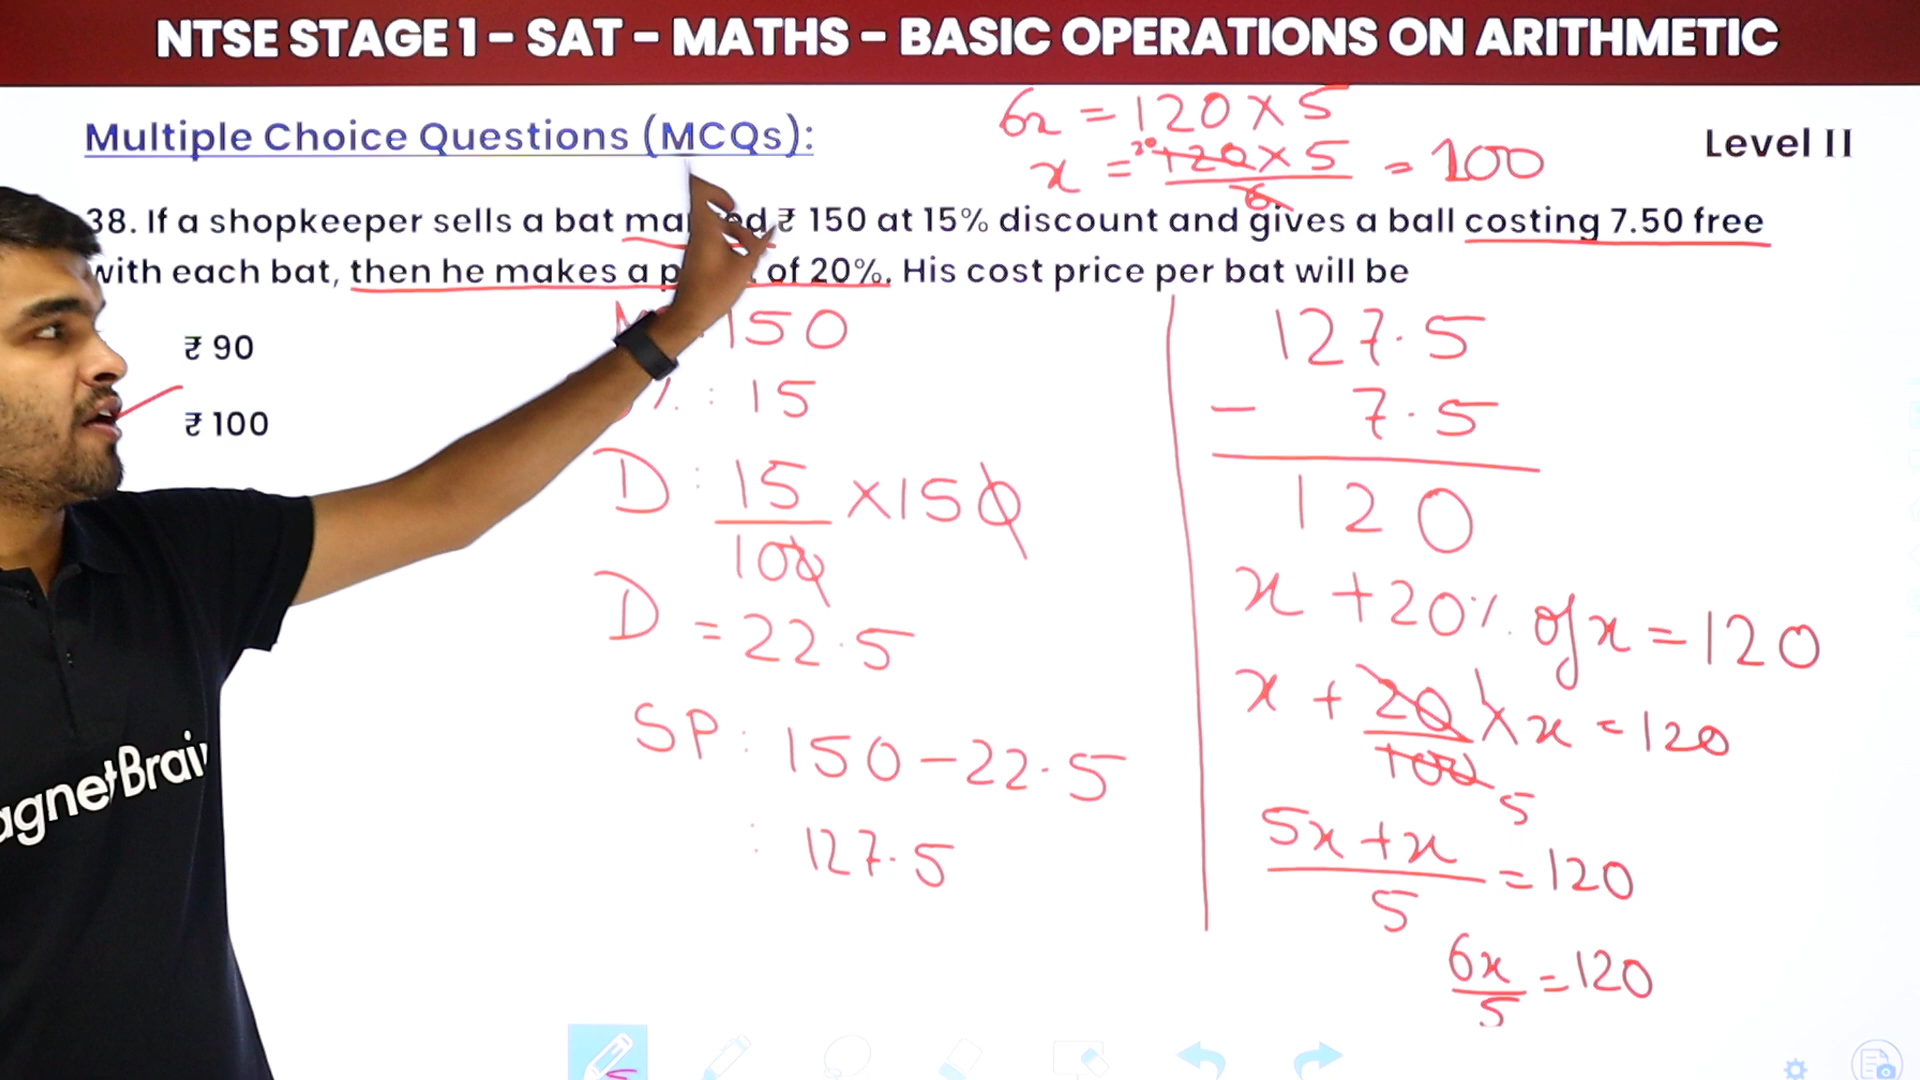 NTSE STAGE 1 - SAT - MATHS - BASIC OPERATIONS ON ARITHMETIC
Multiple Choice Questions (MCQs):
Level II
6x = 120 × 5
x = 20 120 × 5 / 6 = 100
38. If a shopkeeper sells a bat ₹ 150 at 15% discount and gives a ball costing 7.50 free
with each bat, then he makes a of 20%. His cost price per bat will be
₹ 90
₹ 100
150
: 15
D : 15/100 × 150
D = 22.5
SP : 150 - 22.5
: 127.5
127.5
- 7.5
120
x + 20% of x = 120
x + 20/100 × x = 120
5
5x + x / 5 = 120
6x/5 = 120
agnetBrai